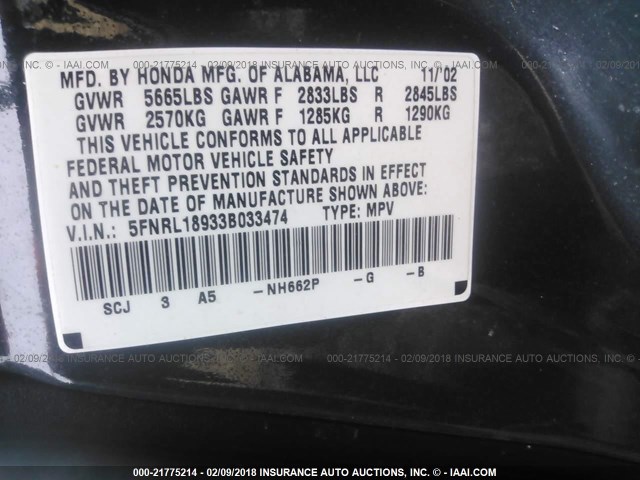 000-21775214 - 02/09/2018 INSURANCE AUTO AUCTIONS, INC. © - IAAI.COM
MFD. BY HONDA MFG. OF ALABAMA, LLC 11/'02
GVWR 5665LBS GAWR F 2833LBS R 2845LBS
GVWR 2570KG GAWR F 1285KG R 1290KG
THIS VEHICLE CONFORMS TO ALL APPLICABLE
FEDERAL MOTOR VEHICLE SAFETY
AND THEFT PREVENTION STANDARDS IN EFFECT
ON THE DATE OF MANUFACTURE SHOWN ABOVE:
V.I.N.: 5FNRL18933B033474 TYPE: MPV
SCJ 3 A5 -NH662P -G -B
000-21775214 - 02/09/2018 INSURANCE AUTO AUCTIONS, INC. © - IAAI.COM
000-21775214 - 02/09/2018 INSURANCE AUTO AUCTIONS, INC. © - IAAI.COM